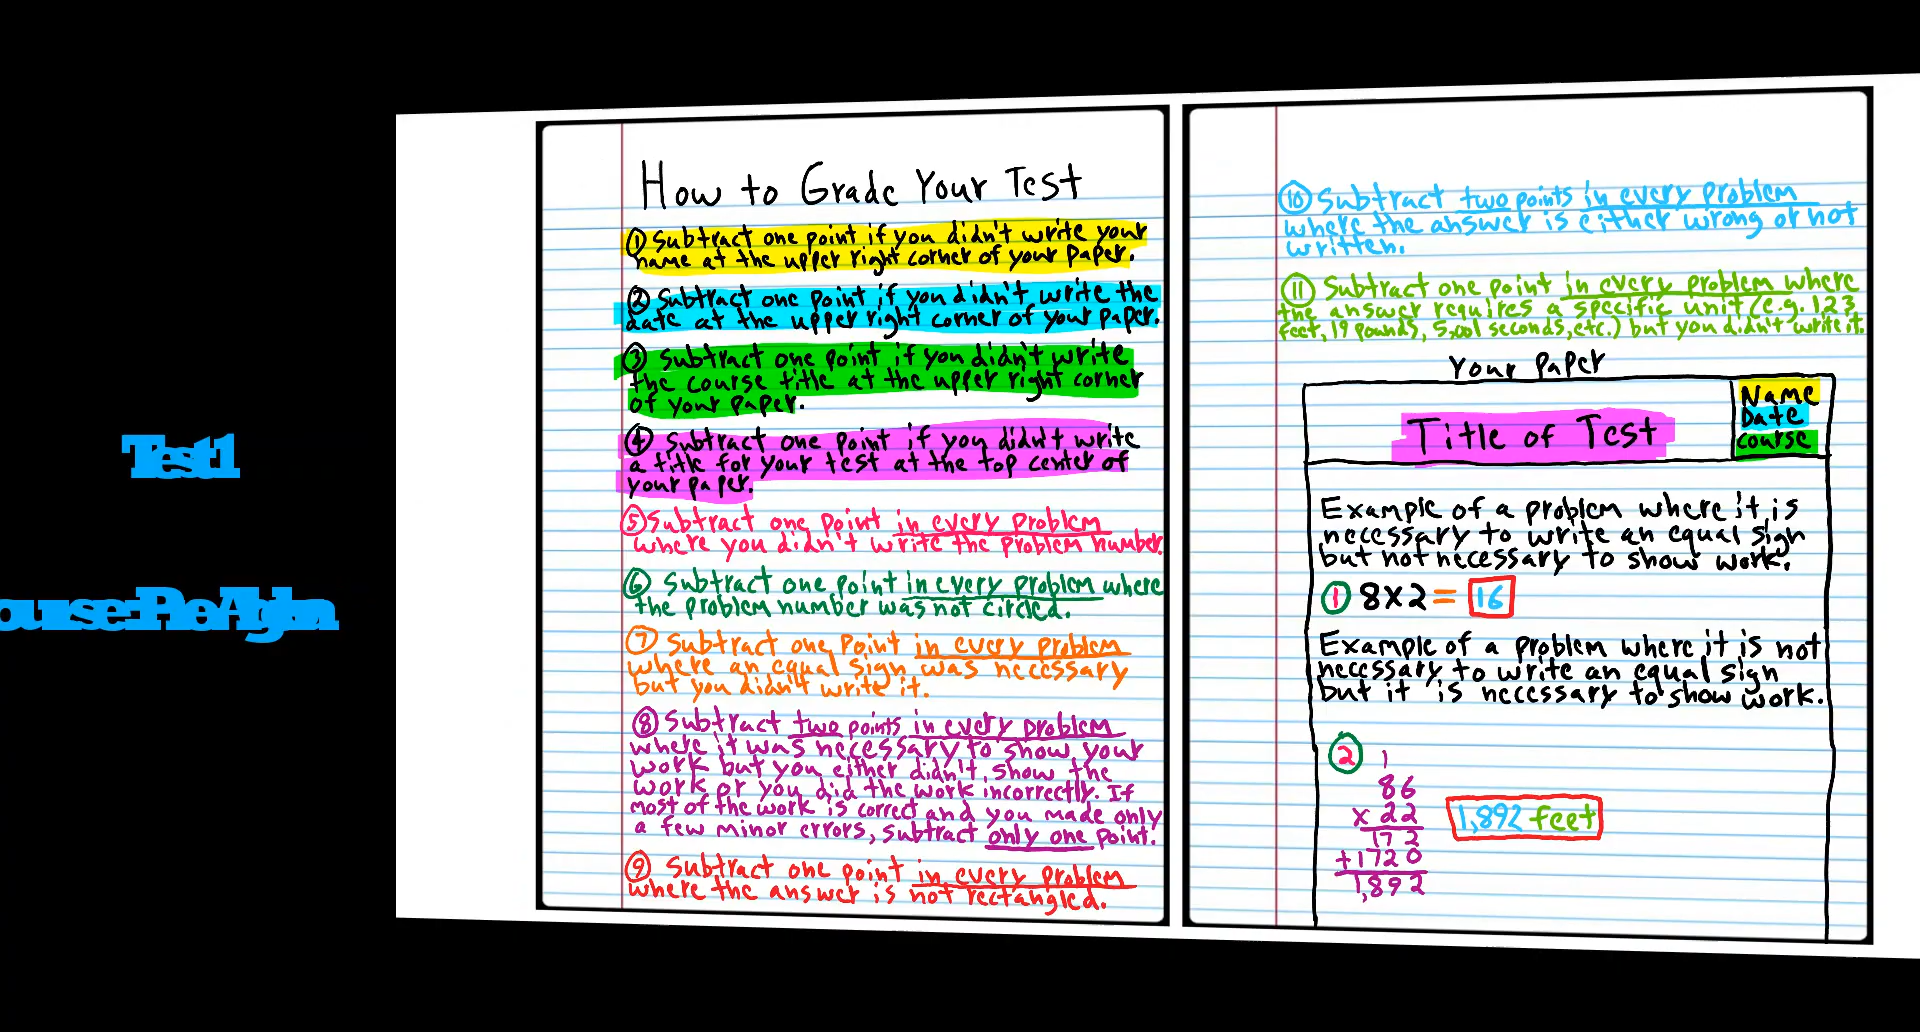 Test 1
How to Grade Your Test
① Subtract one point if you didn't write your
name at the upper right corner of your paper.
② Subtract one point if you didn't write the
date at the upper right corner of your paper.
③ Subtract one point if you didn't write
the course title at the upper right corner
of your paper.
④ Subtract one point if you didn't write
a title for your test at the top center of
your paper.
⑤ Subtract one point in every problem
where you didn't write the problem number.
⑥ Subtract one point in every problem where
the problem number was not circled.
⑦ Subtract one point in every problem
where an equal sign was necessary
but you didn't write it.
⑧ Subtract two points in every problem
where it was necessary to show your
work but you either didn't show the
work or you did the work incorrectly. If
most of the work is correct and you made only
a few minor errors, subtract only one point.
⑨ Subtract one point in every problem
where the answer is not rectangled.
⑩ Subtract two points in every problem
where the answer is either wrong or not
written.
⑪ Subtract one point in every problem where
the answer requires a specific unit (e.g. 123
feet, 19 pounds, 5,001 seconds, etc.) but you didn't write it.
Your Paper
Name
Date
Title of Test
Course
Example of a problem where it is
necessary to write an equal sign
but not necessary to show work.
① 8 x 2 = 16
Example of a problem where it is not
necessary to write an equal sign
but it is necessary to show work.
② 1
86
x 22
172
+1720
1,892
1,892 feet